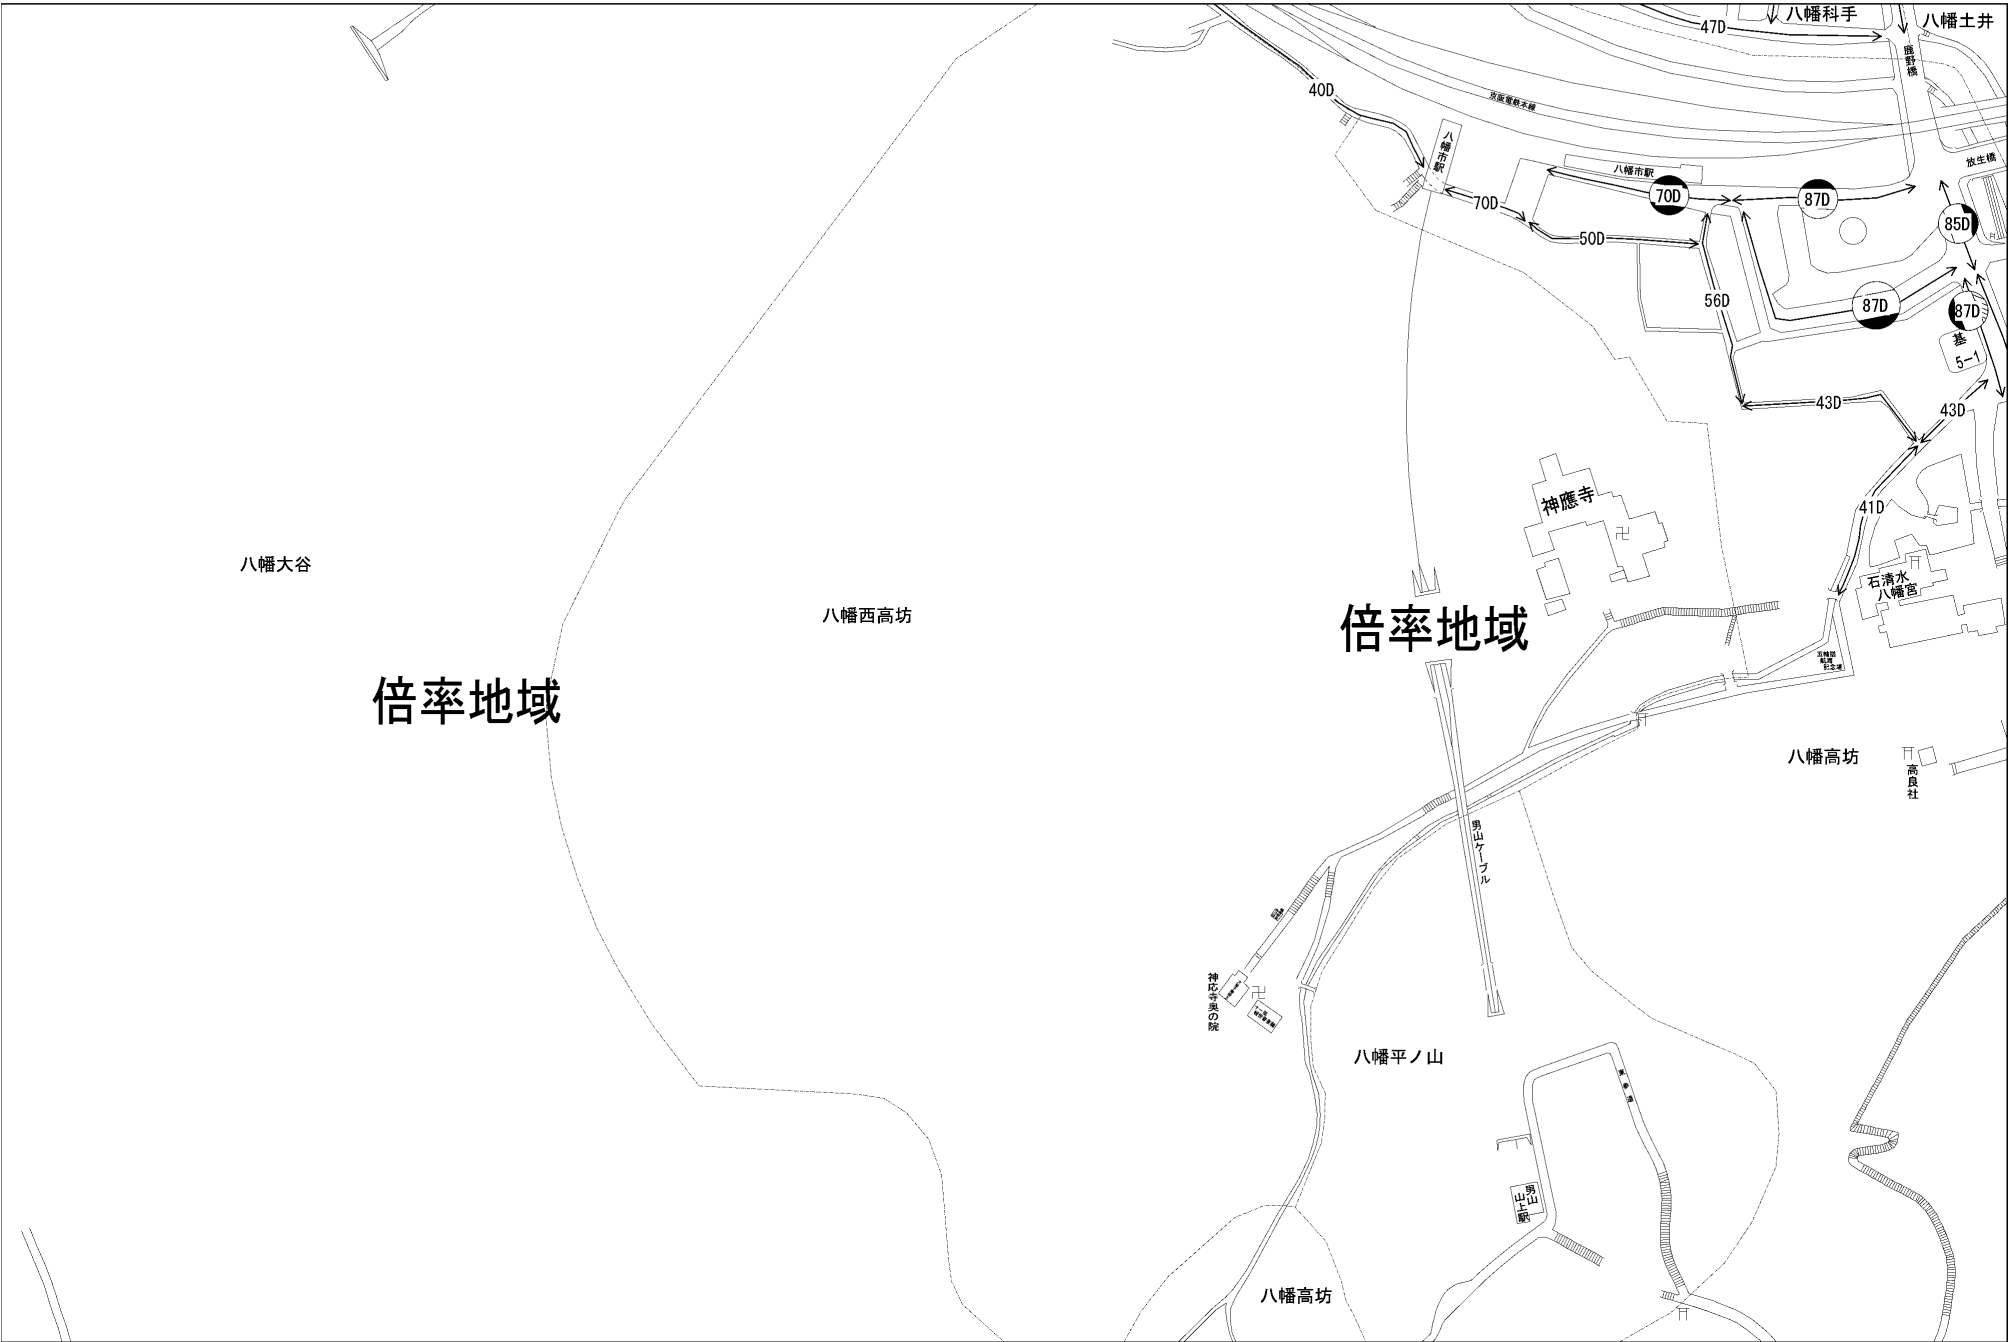 47D
八幡科手
八幡土井
鹿野橋
40D
京阪電鉄本線
八幡市駅
八幡市駅
放生橋
70D
70D
87D
85D
50D
56D
87D
87D
基
5-1
43D
43D
神應寺
41D
八幡大谷
八幡西高坊
石清水
八幡宮
倍率地域
倍率地域
八幡高坊
高良社
男山ケーブル
神応寺奥の院
八幡平ノ山
男山
山上駅
八幡高坊